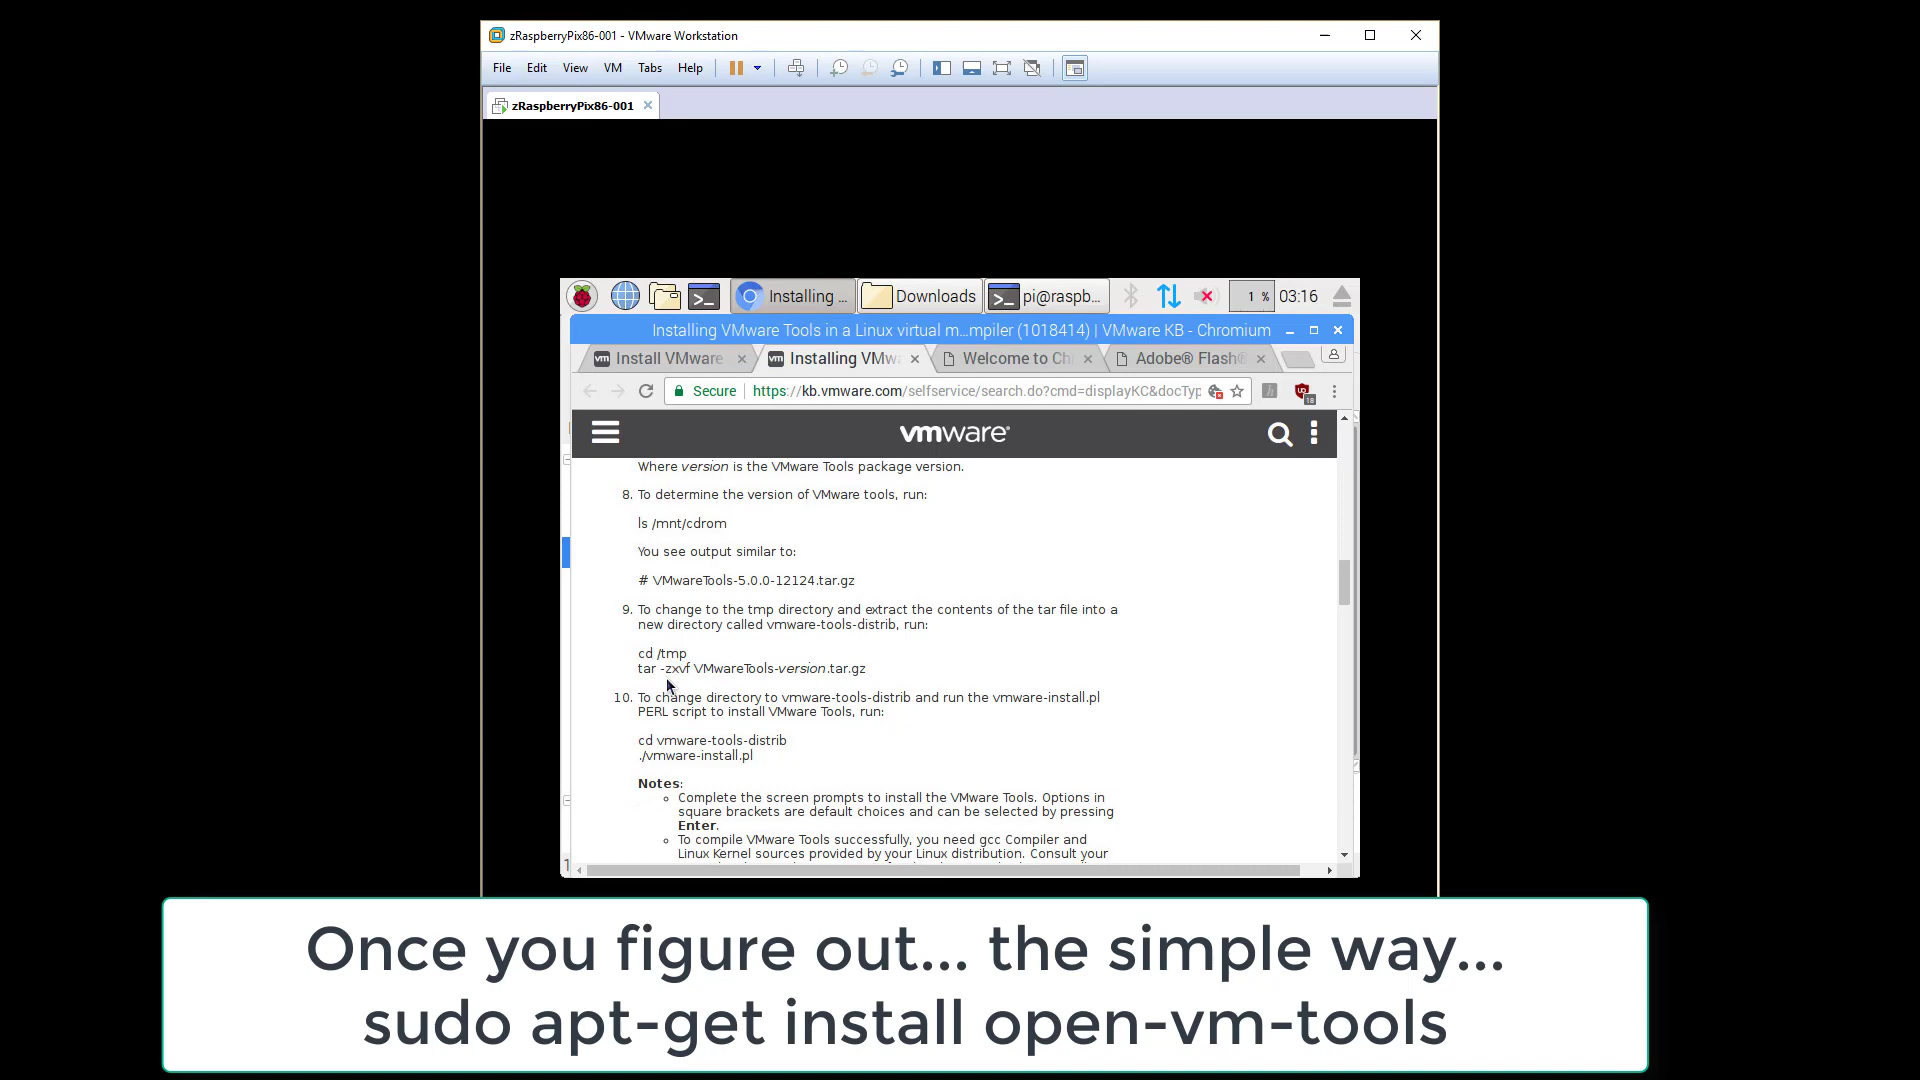 zRaspberryPix86-001 - VMware Workstation
File Edit View VM Tabs Help
zRaspberryPix86-001
Installing ... Downloads pi@raspb... 1 % 03:16
Installing VMware Tools in a Linux virtual m...mpiler (1018414) | VMware KB - Chromium
Install VMware Installing VMw Welcome to Ch Adobe® Flash®
Secure https://kb.vmware.com/selfservice/search.do?cmd=displayKC&docTyp
18
vmware®
Where version is the VMware Tools package version.
8. To determine the version of VMware tools, run:
ls /mnt/cdrom
You see output similar to:
# VMwareTools-5.0.0-12124.tar.gz
9. To change to the tmp directory and extract the contents of the tar file into a
new directory called vmware-tools-distrib, run:
cd /tmp
tar -zxvf VMwareTools-version.tar.gz
10. To change directory to vmware-tools-distrib and run the vmware-install.pl
PERL script to install VMware Tools, run:
cd vmware-tools-distrib
./vmware-install.pl
Notes:
Complete the screen prompts to install the VMware Tools. Options in
square brackets are default choices and can be selected by pressing
Enter.
To compile VMware Tools successfully, you need gcc Compiler and
Linux Kernel sources provided by your Linux distribution. Consult your
Once you figure out... the simple way...
sudo apt-get install open-vm-tools